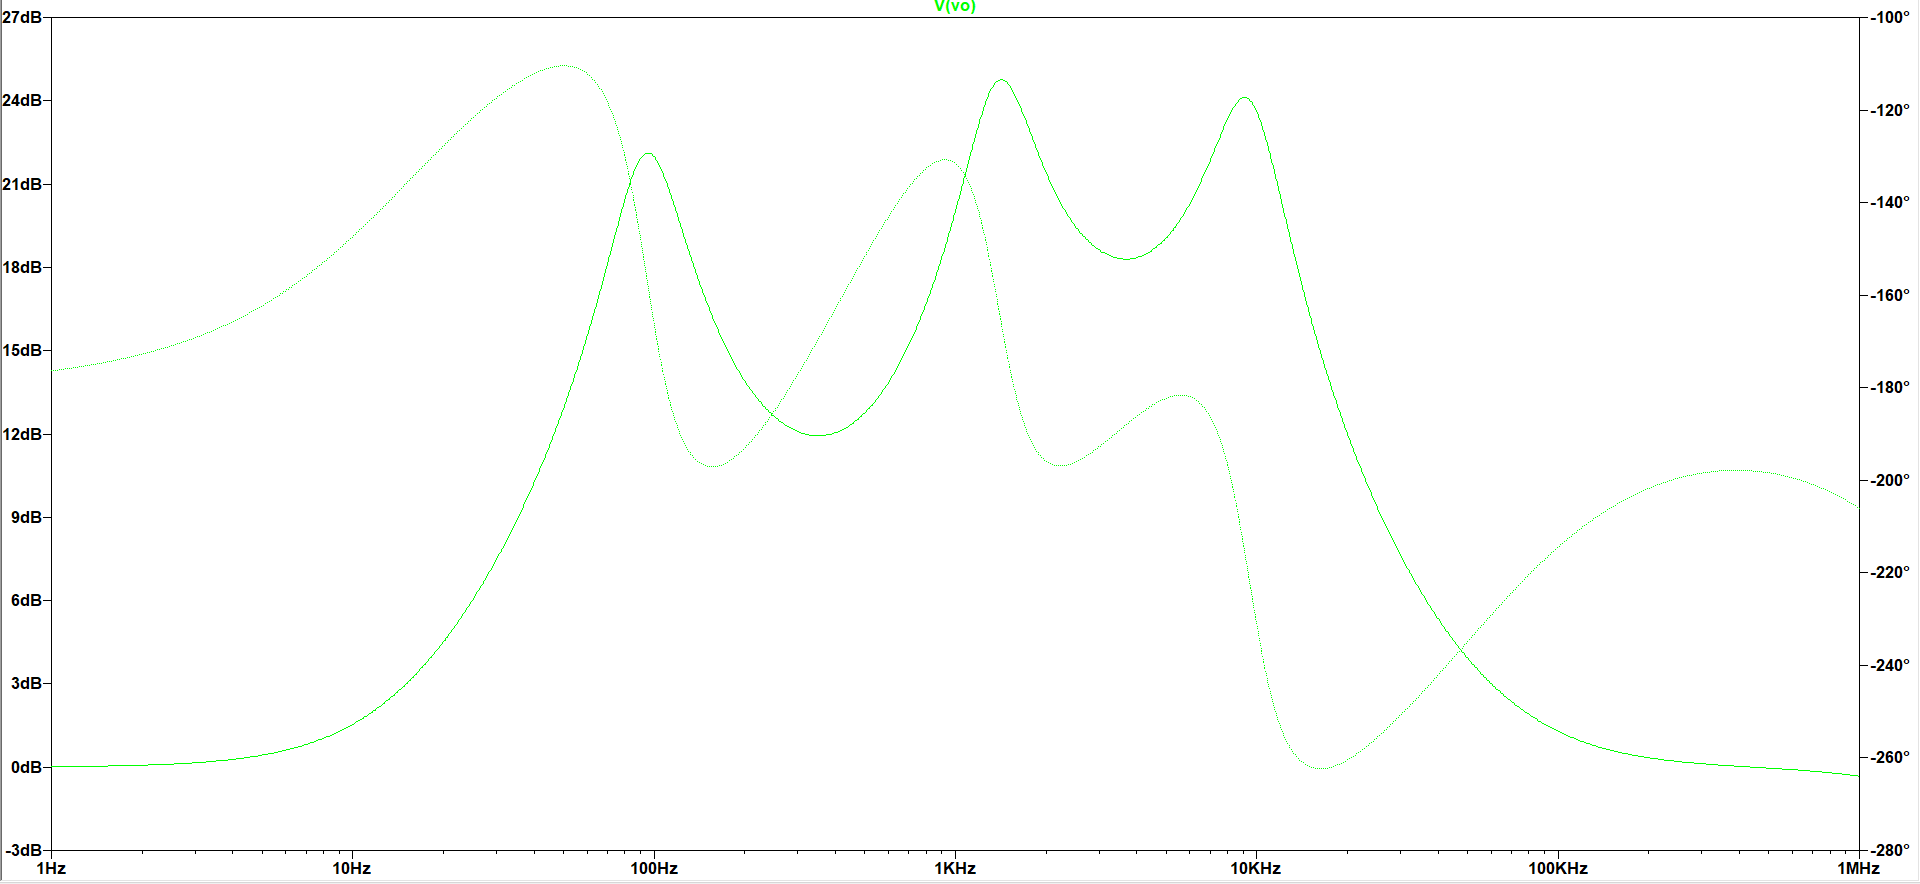 V(vo)
27dB
24dB
21dB
18dB
15dB
12dB
9dB
6dB
3dB
0dB
-3dB
-100°
-120°
-140°
-160°
-180°
-200°
-220°
-240°
-260°
-280°
1Hz 10Hz 100Hz 1KHz 10KHz 100KHz 1MHz